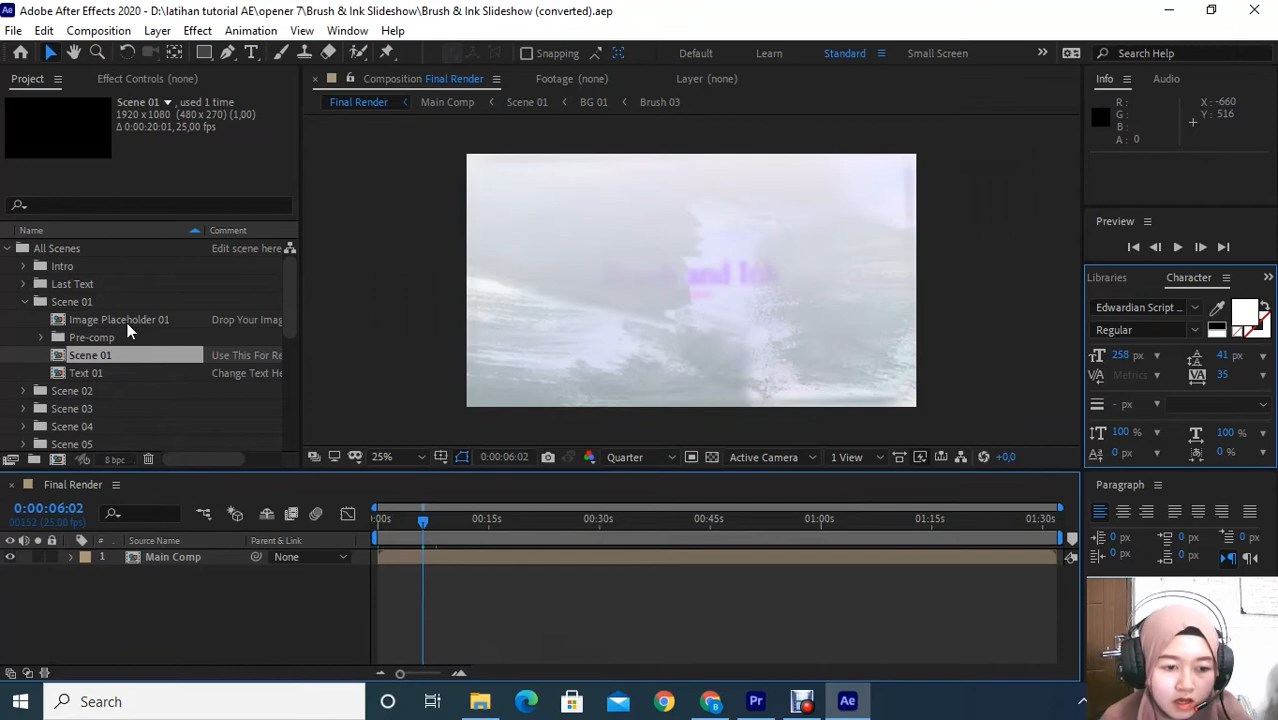 Adobe After Effects 2020 - D:\latihan tutorial AE\opener 7\Brush & Ink Slideshow\Brush & Ink Slideshow (converted).aep
File Edit Composition Layer Effect Animation View Window Help
Snapping Default Learn Standard Small Screen Search Help
Project Effect Controls (none) Composition Final Render Footage (none) Layer (none) Info Audio
Scene 01 , used 1 time
1920 x 1080 (480 x 270) (1,00)
Δ 0:00:20:01, 25,00 fps
Final Render Main Comp Scene 01 BG 01 Brush 03
R :
G :
B :
A : 0
X : -660
Y : 516
Name Comment
All Scenes Edit scene here
Intro
Last Text
Scene 01
Image Placeholder 01 Drop Your Imag
Pre-comp
Scene 01 Use This For Re
Text 01 Change Text He
Scene 02
Scene 03
Scene 04
Scene 05
8 bpc
and Ink
Preview
Libraries Character
Edwardian Script ...
Regular
258 px 41 px
Metrics 35
- px
100 % 100 %
0 px 0 %
25% 0:00:06:02 Quarter Active Camera 1 View +0,0
Final Render
0:00:06:02
00152 (25.00 fps)
:00s 00:15s 00:30s 00:45s 01:00s 01:15s 01:30s
# Source Name Parent & Link
1 Main Comp None
Paragraph
0 px 0 px
0 px 0 px
Search